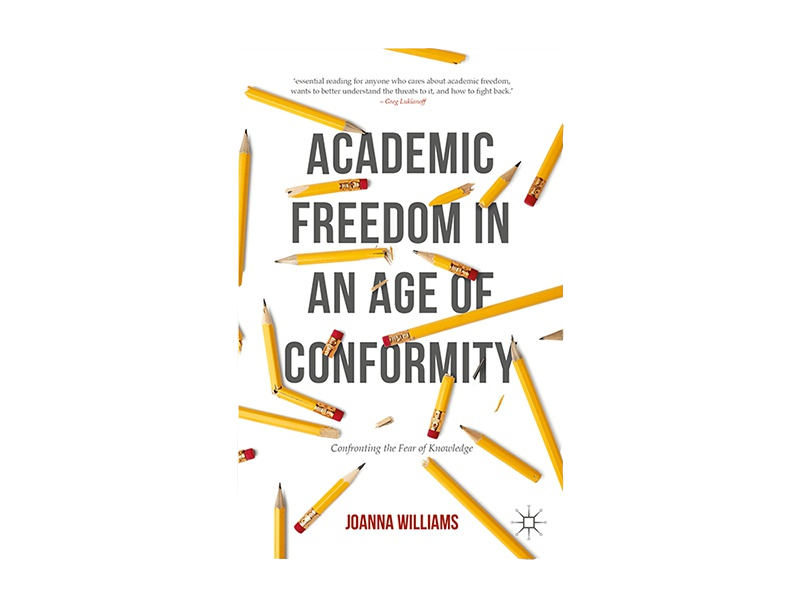 'essential reading for anyone who cares about academic freedom,
wants to better understand the threats to it, and how to fight back.'
– Greg Lukianoff
ACADEMIC
FREEDOM IN
AN AGE OF
CONFORMITY
Confronting the Fear of Knowledge
JOANNA WILLIAMS